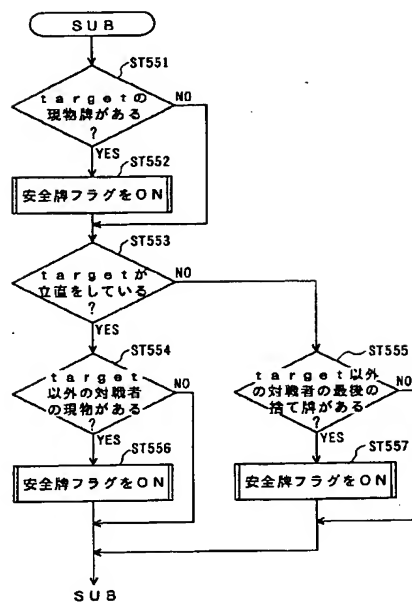 SUB
ST551
targetの
現物牌がある
?
NO
YES
ST552
安全牌フラグをON
ST553
targetが
立直をしている
?
NO
YES
ST554
target
以外の対戦者
の現物がある
?
NO
YES
ST555
target以外
の対戦者の最後の
捨て牌がある
?
NO
YES
ST556
安全牌フラグをON
ST557
安全牌フラグをON
SUB